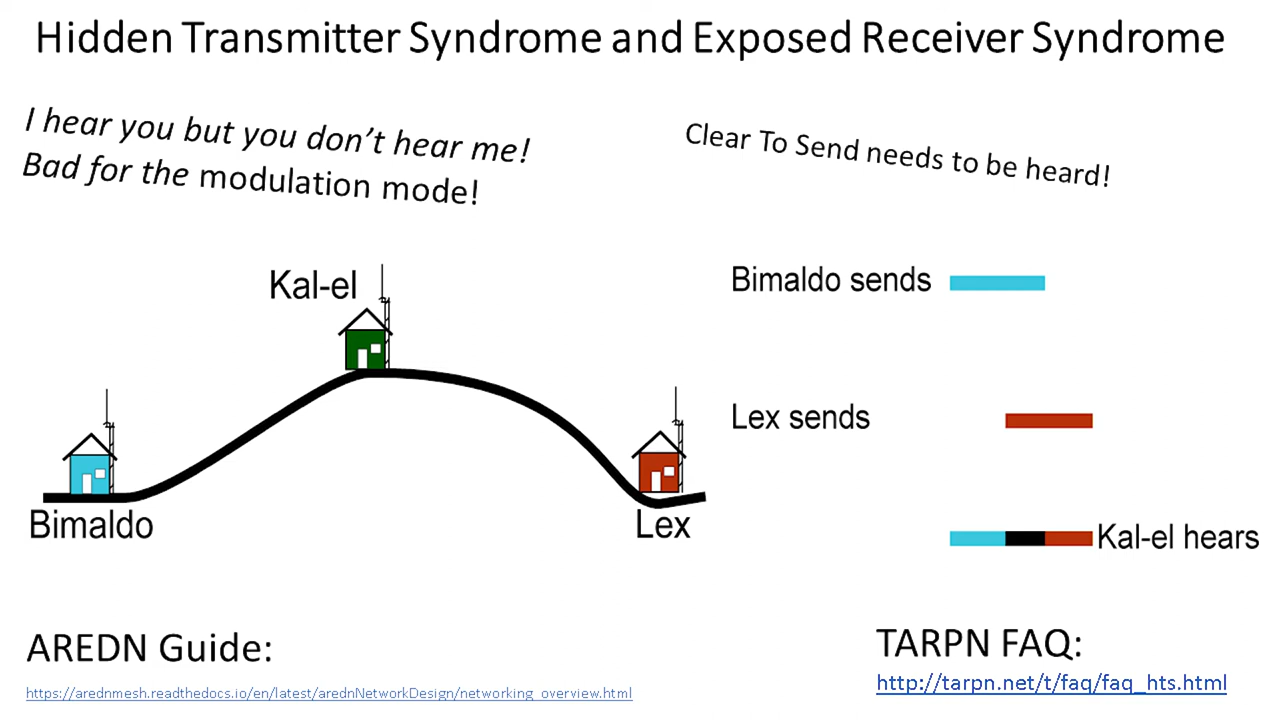 Hidden Transmitter Syndrome and Exposed Receiver Syndrome
I hear you but you don't hear me!
Bad for the modulation mode!
Clear To Send needs to be heard!
Kal-el
Bimaldo
Lex
Bimaldo sends
Lex sends
Kal-el hears
AREDN Guide:
https://arednmesh.readthedocs.io/en/latest/arednNetworkDesign/networking_overview.html
TARPN FAQ:
http://tarpn.net/t/faq/faq_hts.html